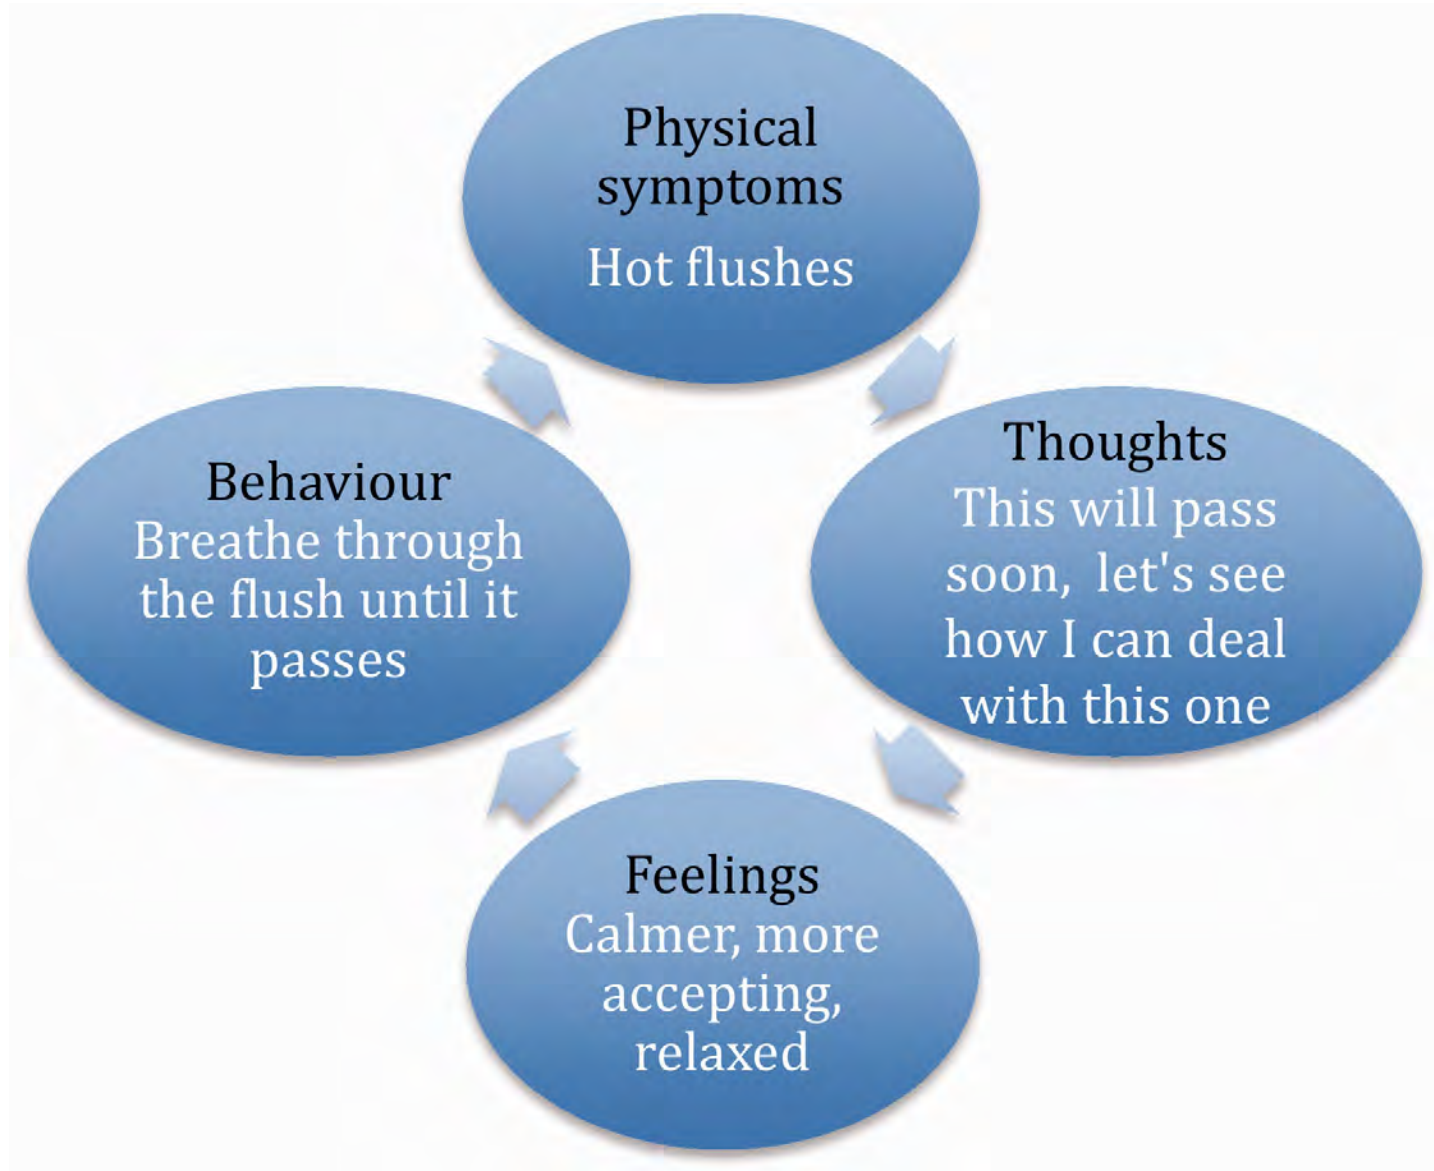 Physical
symptoms
Hot flushes
Thoughts
This will pass
soon,  let's see
how I can deal
with this one
Feelings
Calmer, more
accepting,
relaxed
Behaviour
Breathe through
the flush until it
passes